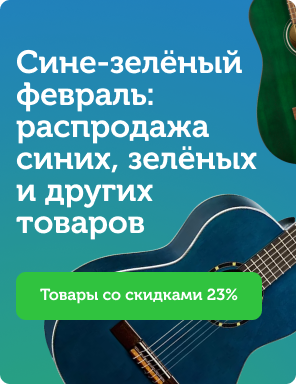 Сине-зелёный
февраль:
распродажа
синих, зелёных
и других
товаров
Товары со скидками 23%